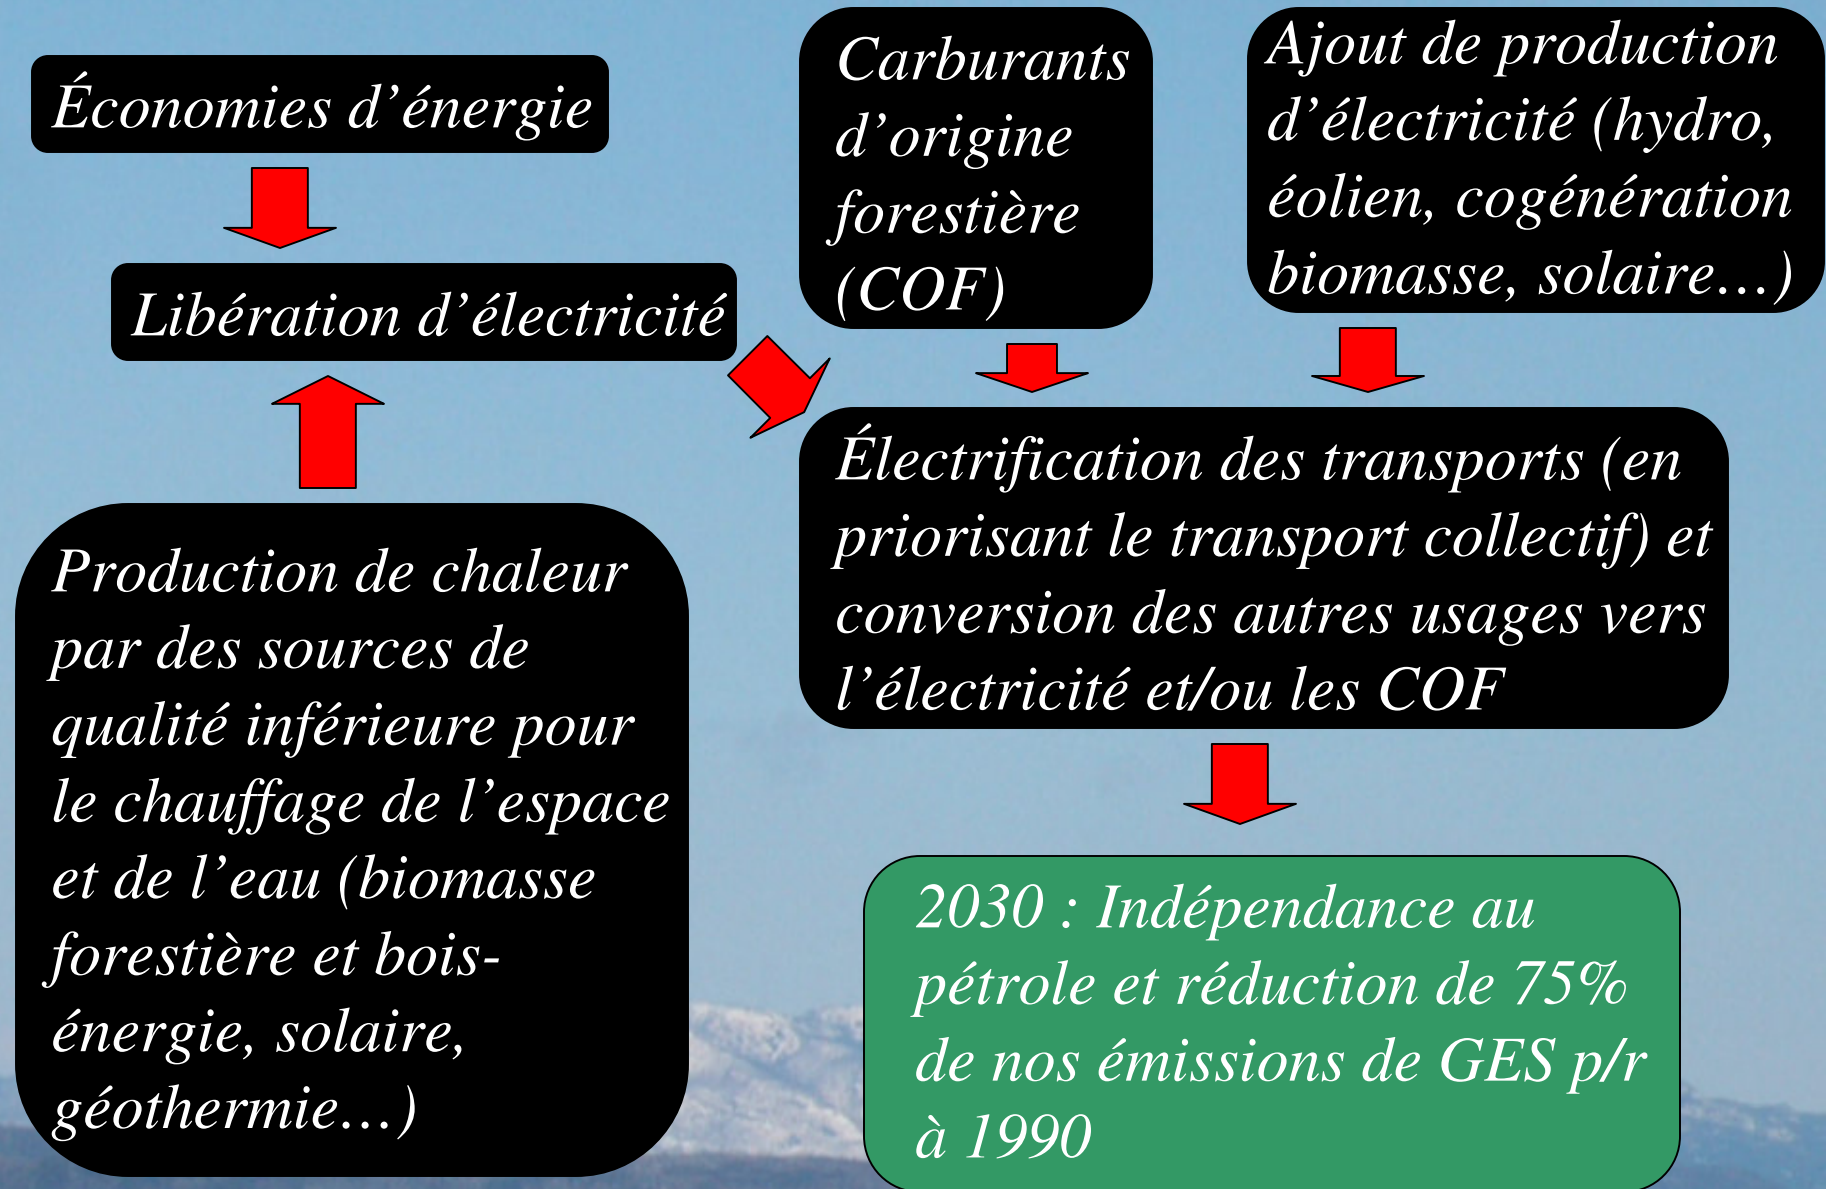 Économies d’énergie
Libération d’électricité
Production de chaleur
par des sources de
qualité inférieure pour
le chauffage de l’espace
et de l’eau (biomasse
forestière et bois-
énergie, solaire,
géothermie…)
Carburants
d’origine
forestière
(COF)
Ajout de production
d’électricité (hydro,
éolien, cogénération
biomasse, solaire…)
Électrification des transports (en
priorisant le transport collectif) et
conversion des autres usages vers
l’électricité et/ou les COF
2030 : Indépendance au
pétrole et réduction de 75%
de nos émissions de GES p/r
à 1990